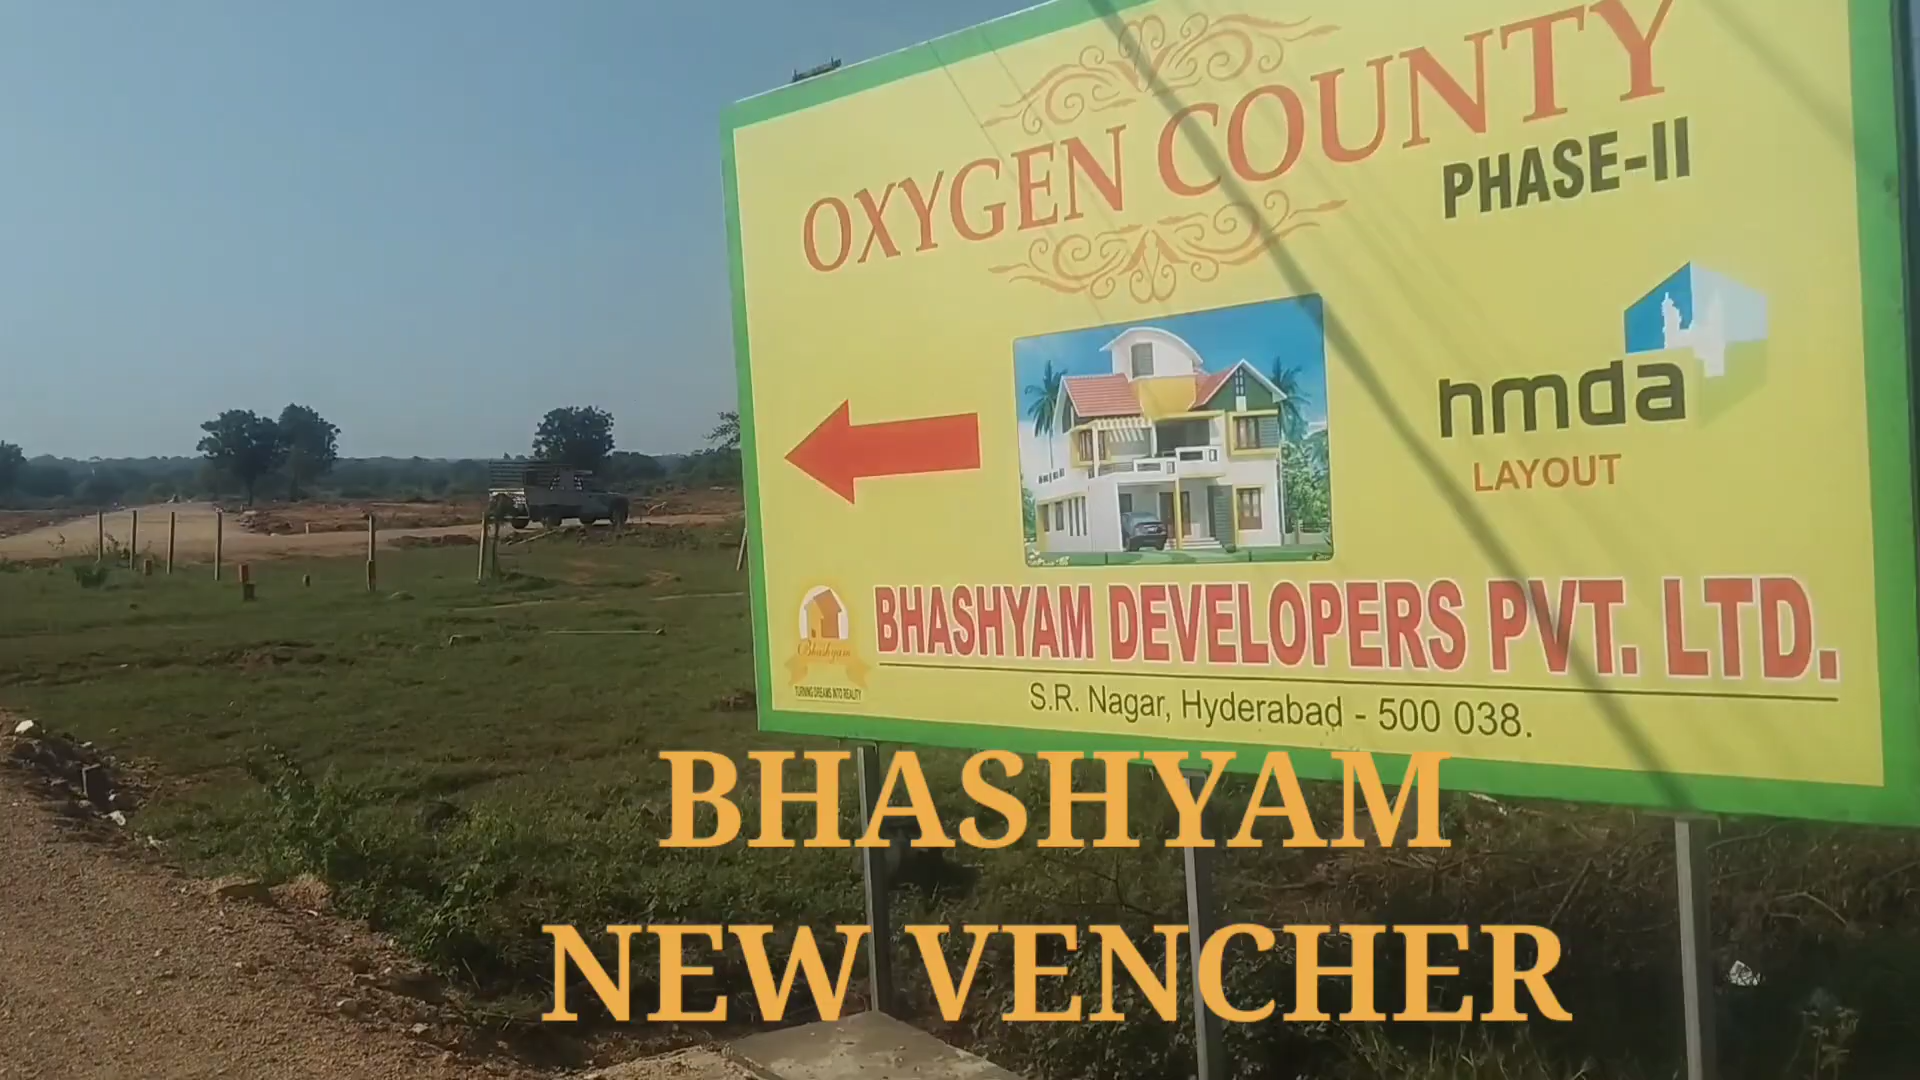 OXYGEN COUNTY
PHASE-II
hmda
LAYOUT
Bhashyam
TURNING DREAMS INTO REALITY
BHASHYAM DEVELOPERS PVT. LTD.
S.R. Nagar, Hyderabad - 500 038.
BHASHYAM
NEW VENCHER